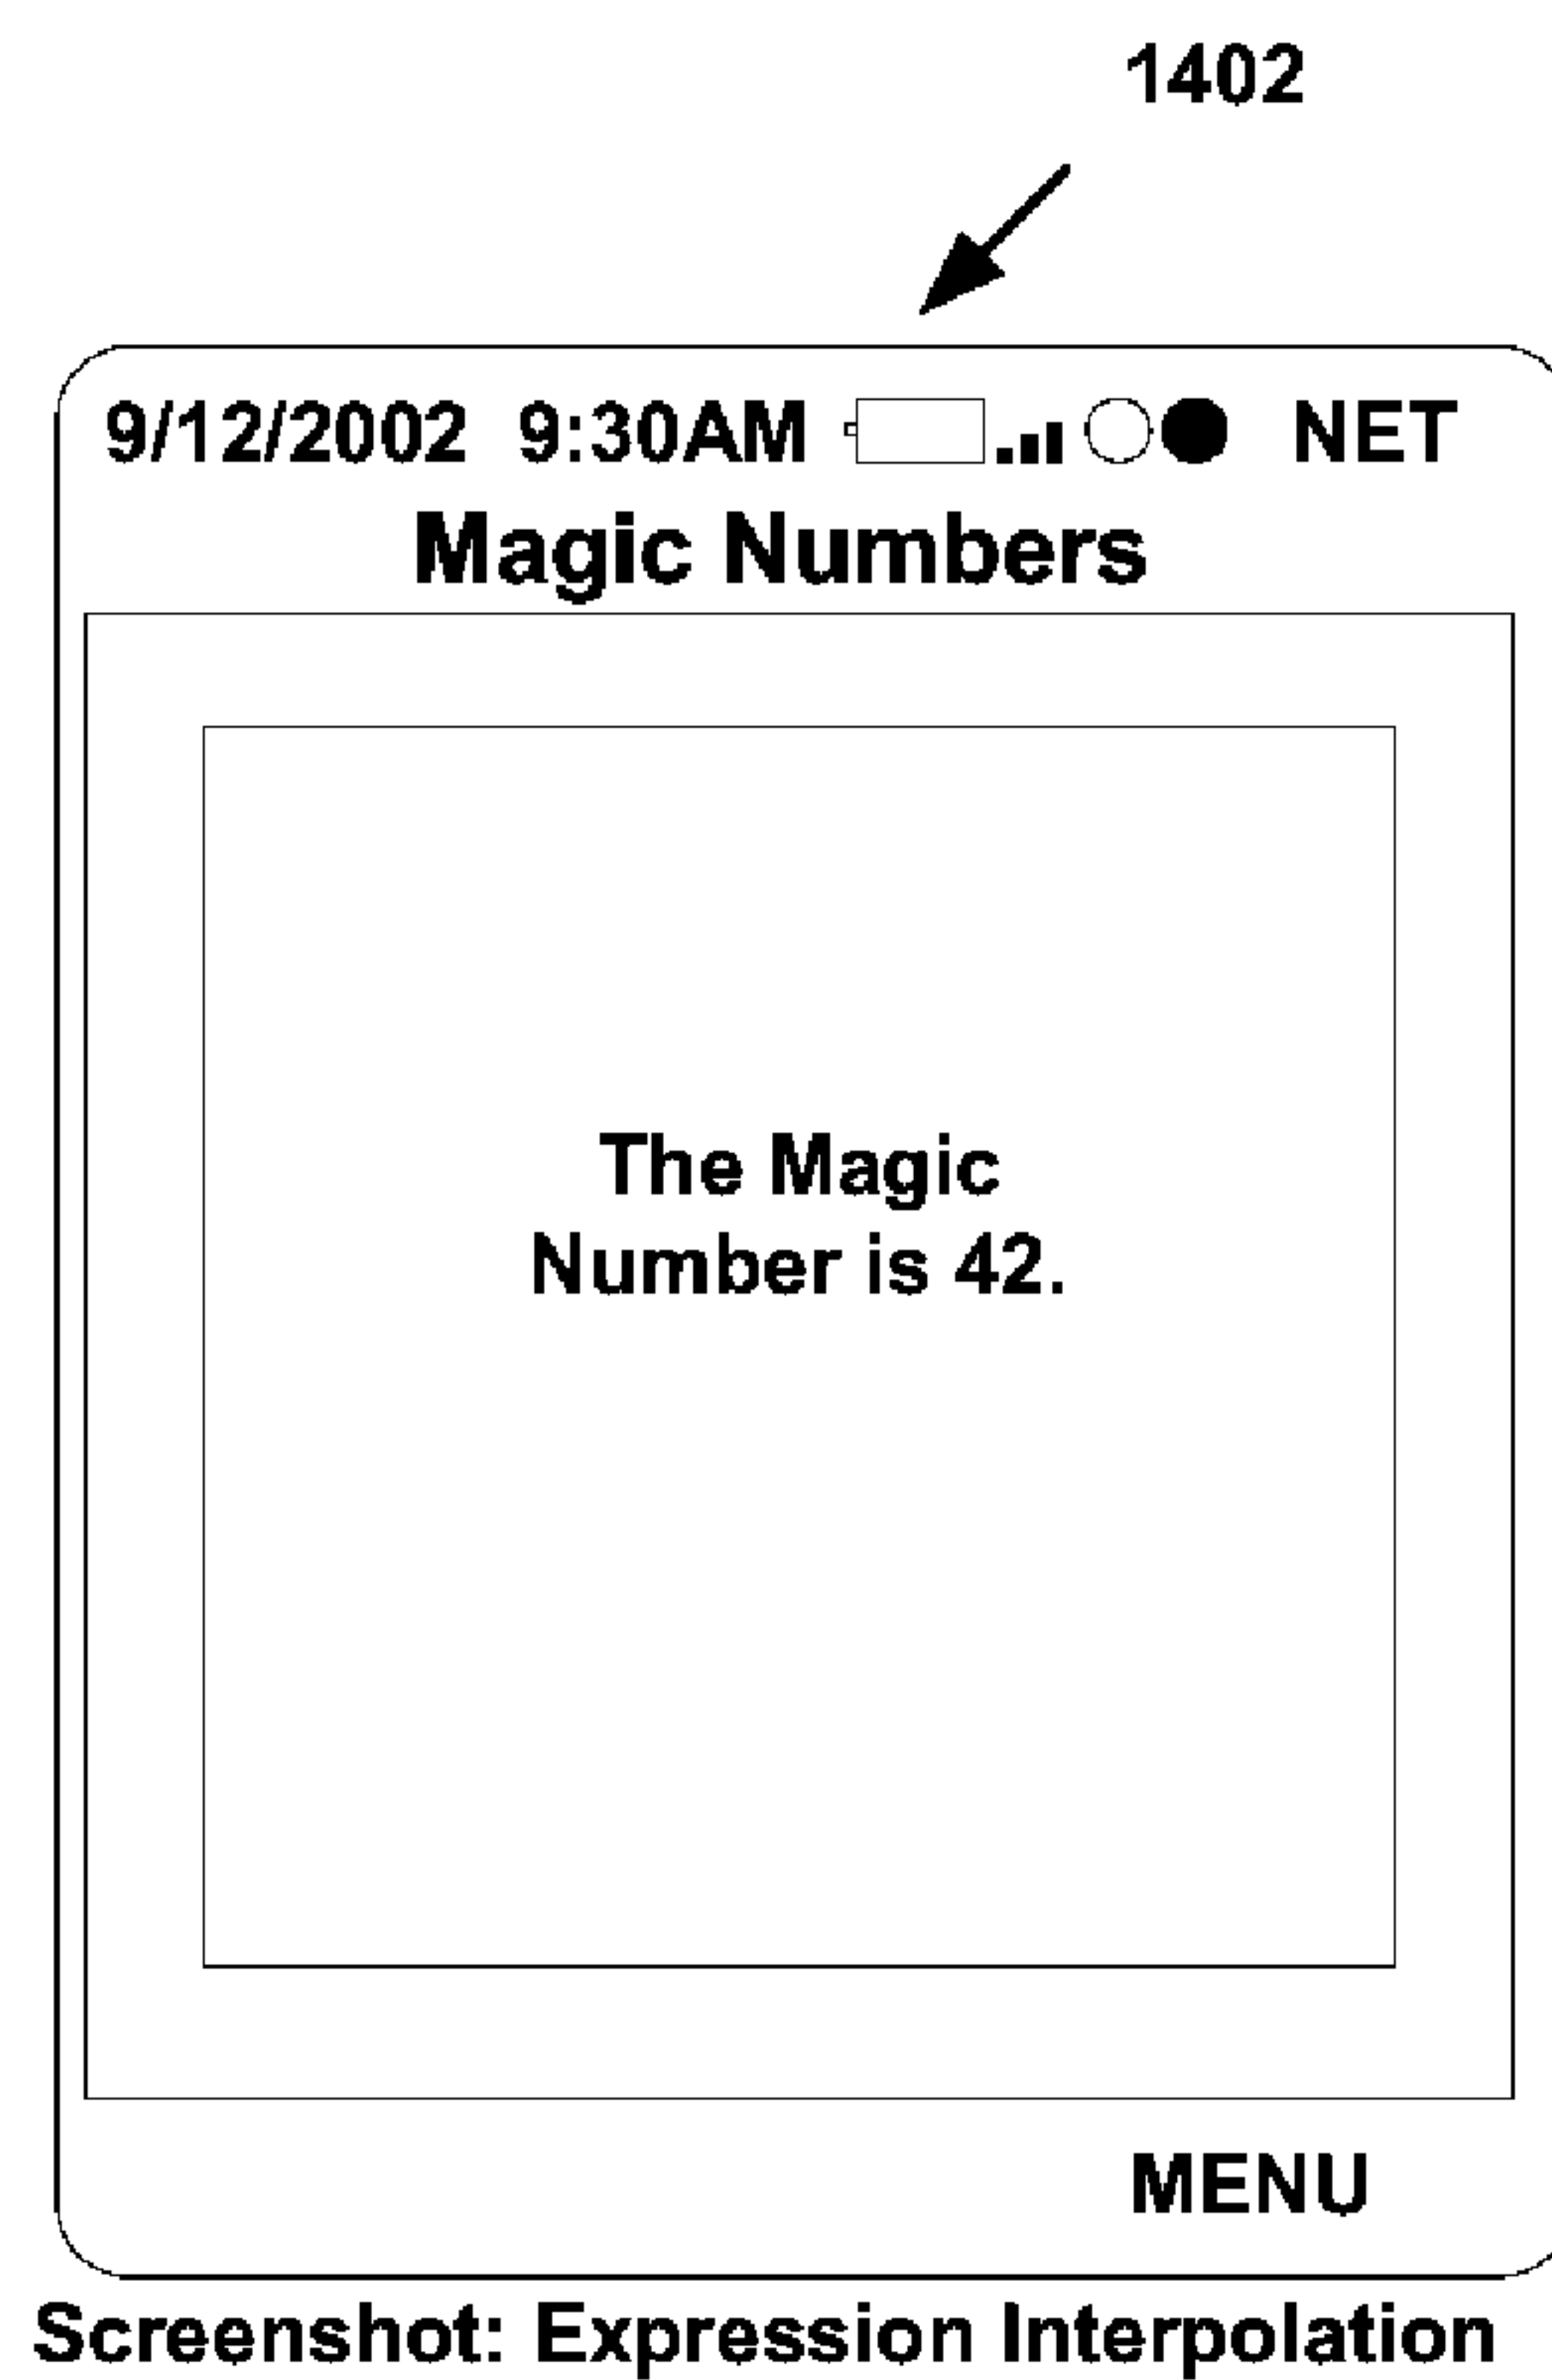 1402
9/12/2002 9:30AM NET
Magic Numbers
The Magic
Number is 42.
MENU
Screenshot: Expression Interpolation